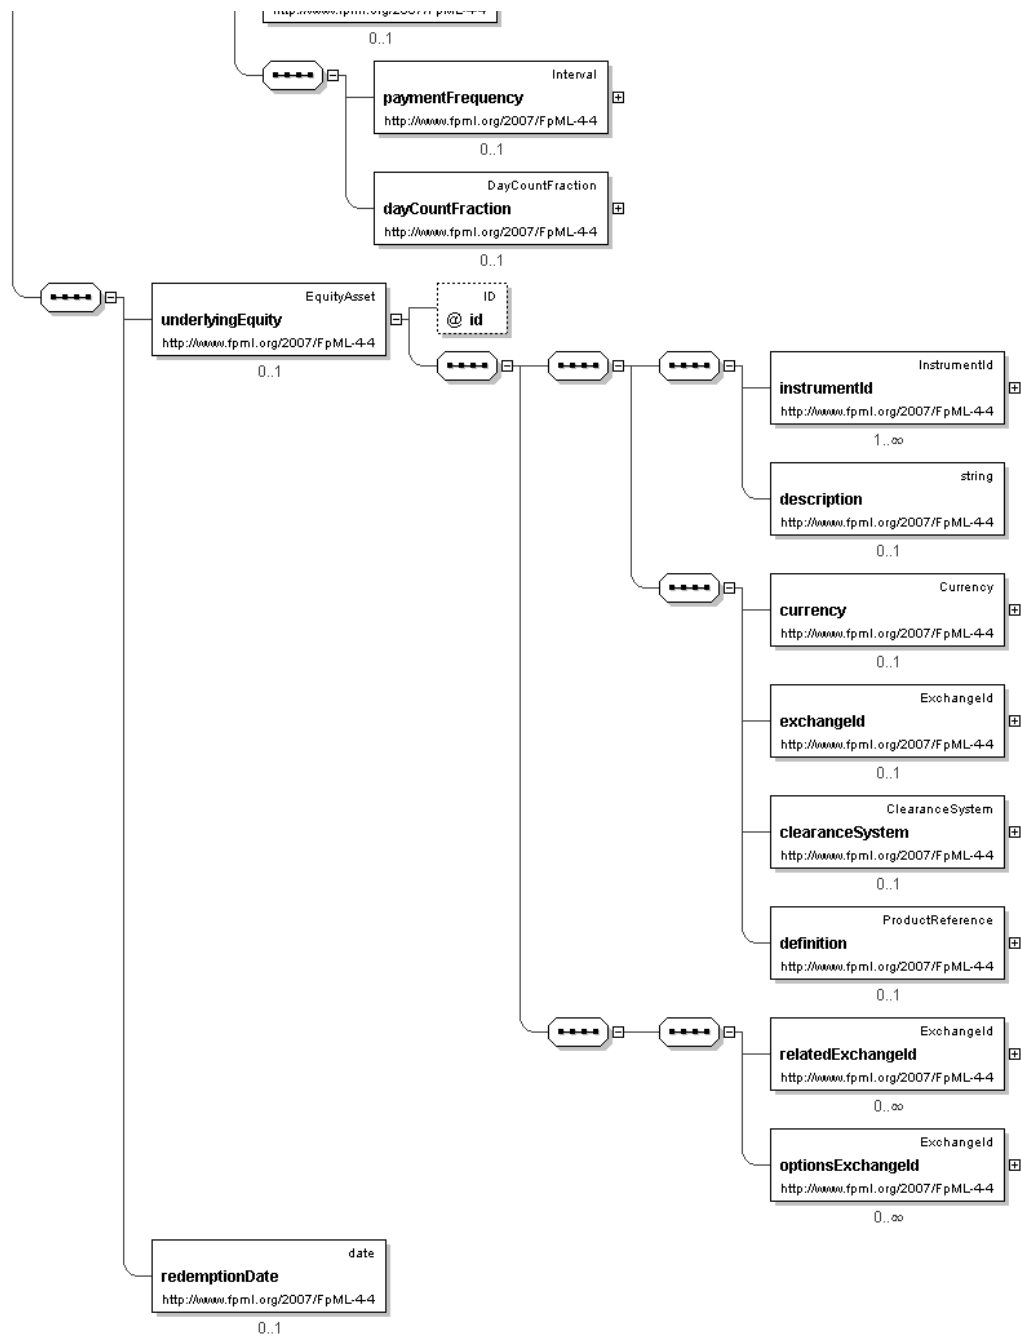 0..1
Interval
paymentFrequency
http://www.fpml.org/2007/FpML-4-4
0..1
DayCountFraction
dayCountFraction
http://www.fpml.org/2007/FpML-4-4
0..1
EquityAsset
underlyingEquity
http://www.fpml.org/2007/FpML-4-4
0..1
ID
@ id
InstrumentId
instrumentId
http://www.fpml.org/2007/FpML-4-4
1..∞
string
description
http://www.fpml.org/2007/FpML-4-4
0..1
Currency
currency
http://www.fpml.org/2007/FpML-4-4
0..1
ExchangeId
exchangeId
http://www.fpml.org/2007/FpML-4-4
0..1
ClearanceSystem
clearanceSystem
http://www.fpml.org/2007/FpML-4-4
0..1
ProductReference
definition
http://www.fpml.org/2007/FpML-4-4
0..1
ExchangeId
relatedExchangeId
http://www.fpml.org/2007/FpML-4-4
0..∞
ExchangeId
optionsExchangeId
http://www.fpml.org/2007/FpML-4-4
0..∞
date
redemptionDate
http://www.fpml.org/2007/FpML-4-4
0..1